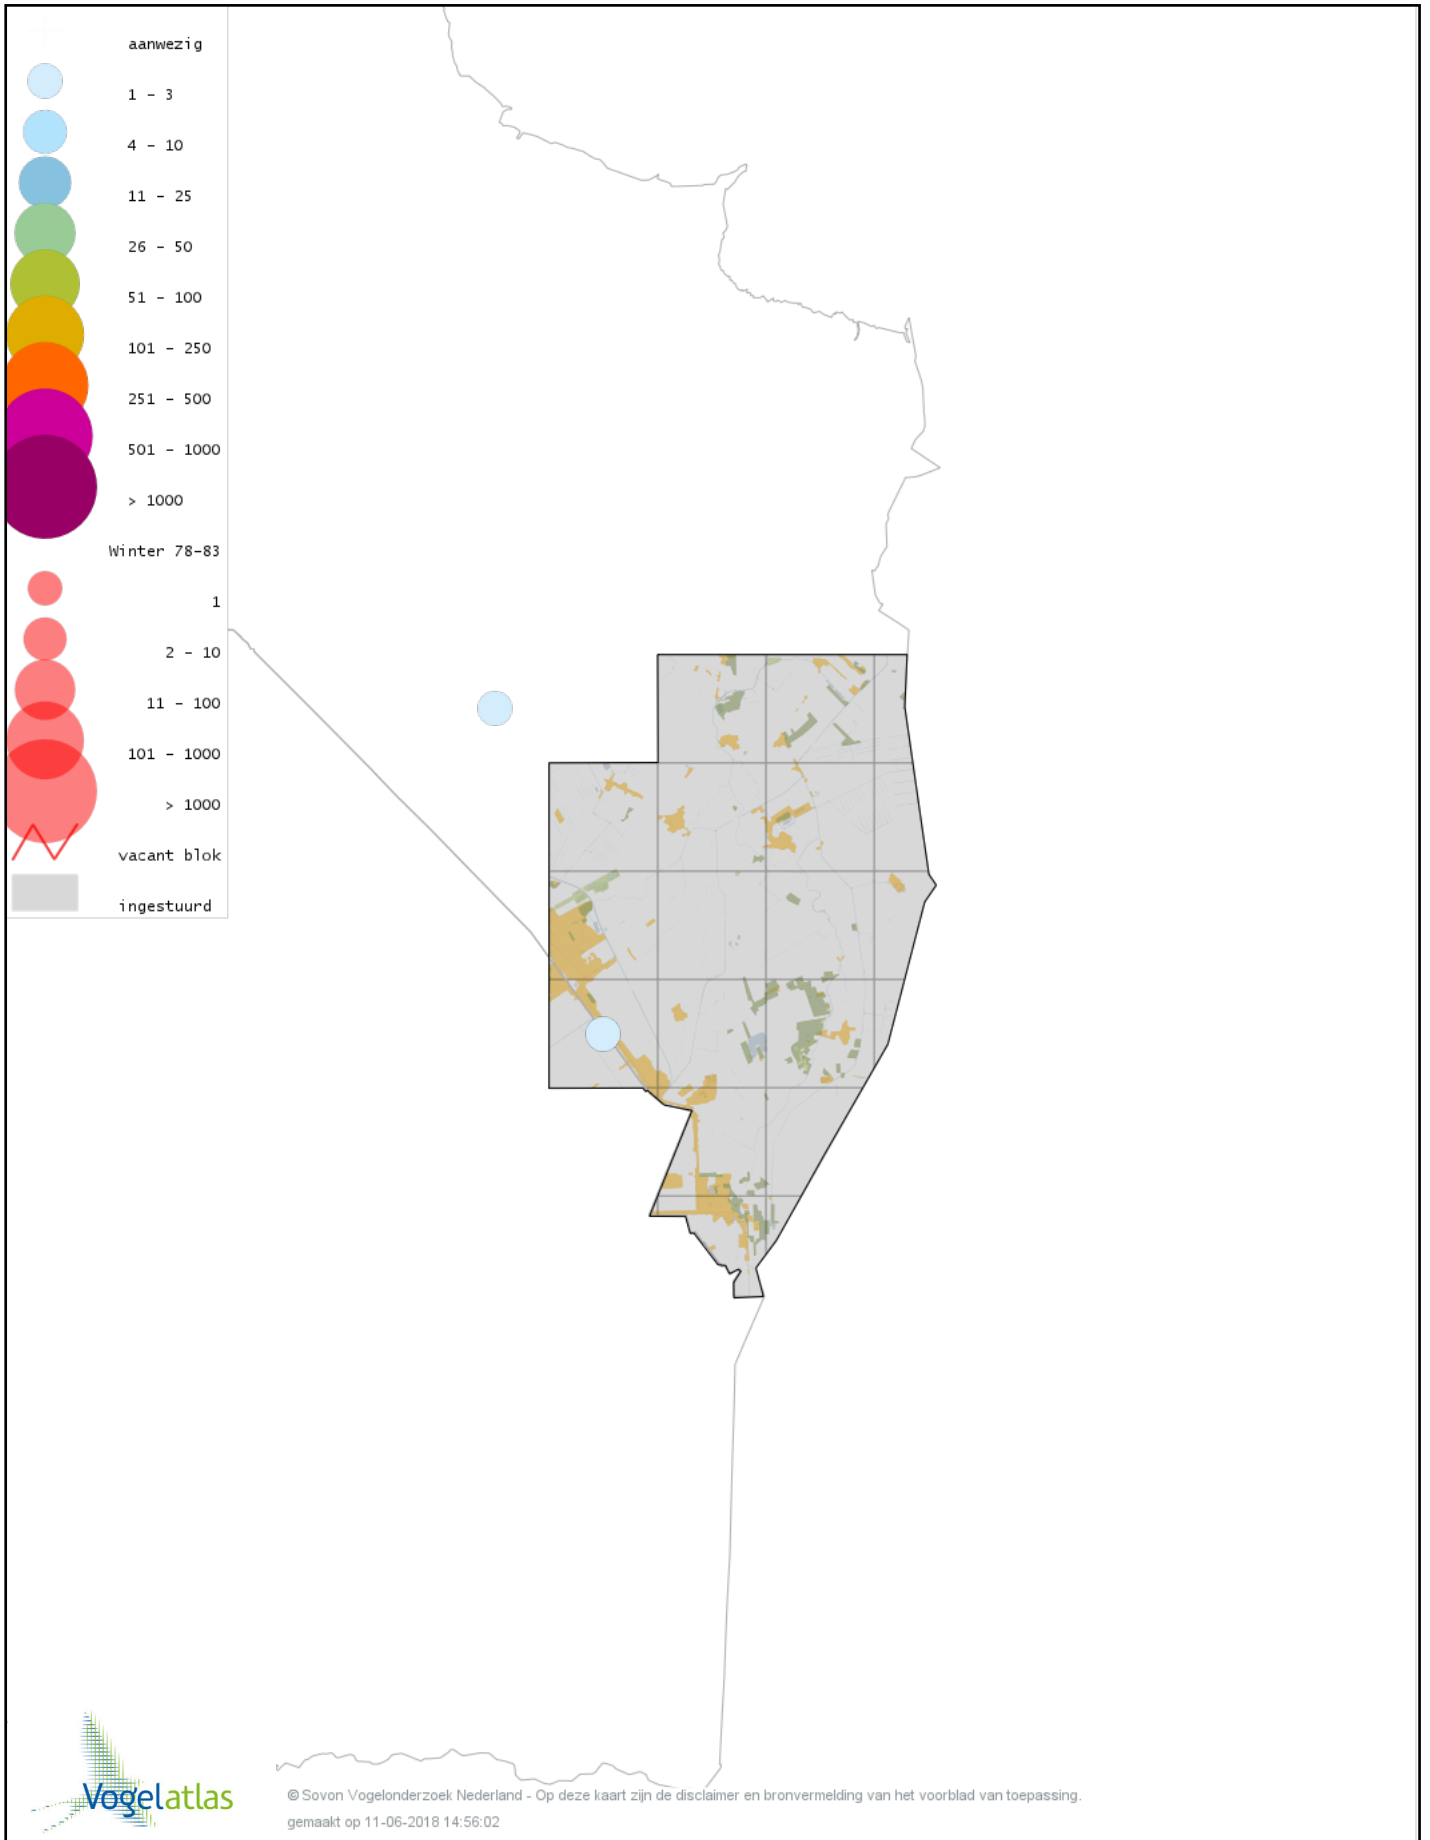 aanwezig
1 - 3
4 - 10
11 - 25
26 - 50
51 - 100
101 - 250
251 - 500
501 - 1000
> 1000
Winter 78-83
1
2 - 10
11 - 100
101 - 1000
> 1000
vacant blok
ingestuurd
Vogelatlas
© Sovon Vogelonderzoek Nederland - Op deze kaart zijn de disclaimer en bronvermelding van het voorblad van toepassing.
gemaakt op 11-06-2018 14:56:02